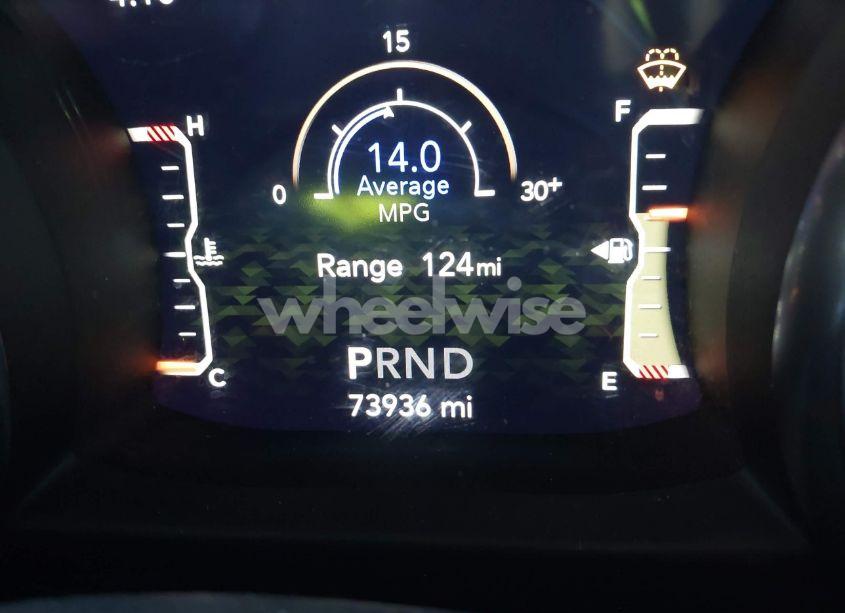 15
H
F
14.0
Average
0
30+
MPG
Range 124mi
wheelwise
PRND
E
C
73936 mi